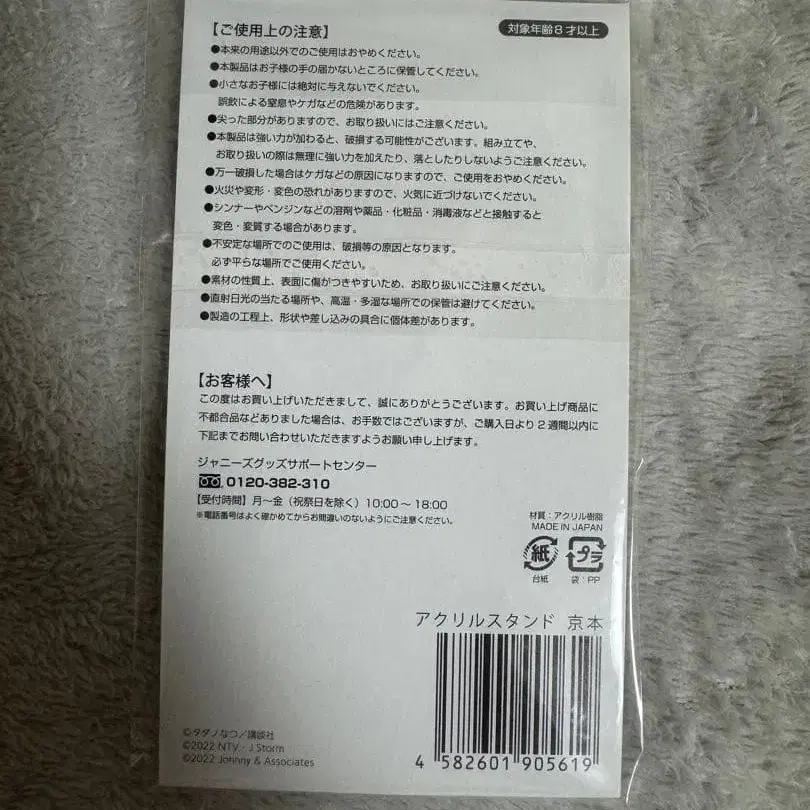 【ご使用上の注意】
対象年齢8才以上
●本来の用途以外でのご使用はおやめください。
●本製品はお子様の手の届かないところに保管してください。
●小さなお子様には絶対に与えないでください。
誤飲による窒息やケガなどの危険があります。
●尖った部分がありますので、お取り扱いにはご注意ください。
●本製品は強い力が加わると、破損する可能性がございます。組み立てや、
お取り扱いの際は無理に強い力を加えたり、落としたりしないようご注意ください。
●万一破損した場合はケガなどの原因になりますので、ご使用をおやめください。
●火災や変形・変色の恐れがありますので、火気に近づけないでください。
●シンナーやベンジンなどの溶剤や薬品・化粧品・消毒液などと接触すると
変色・変質する場合があります。
●不安定な場所でのご使用は、破損等の原因となります。
必ず平らな場所でご使用ください。
●素材の性質上、表面に傷がつきやすいため、お取り扱いにご注意ください。
●直射日光の当たる場所や、高温・多湿な場所での保管は避けてください。
●製造の工程上、形状や差し込みの具合に個体差があります。
【お客様へ】
この度はお買い上げいただきまして、誠にありがとうございます。お買い上げ商品に
不都合品などありました場合は、お手数ではございますが、ご購入日より2週間以内に
下記までお問い合わせいただきますようお願い申し上げます。
ジャニーズグッズサポートセンター
0120-382-310
【受付時間】月〜金（祝祭日を除く）10:00〜18:00
※電話番号はよく確かめてからお間違いのないようにご注意ください。
材質：アクリル樹脂
MADE IN JAPAN
紙 プラ
台紙 袋：PP
アクリルスタンド 京本
4 582601 905619
©タダノなつ／講談社
©2022 NTV・J Storm
©2022 Johnny & Associates